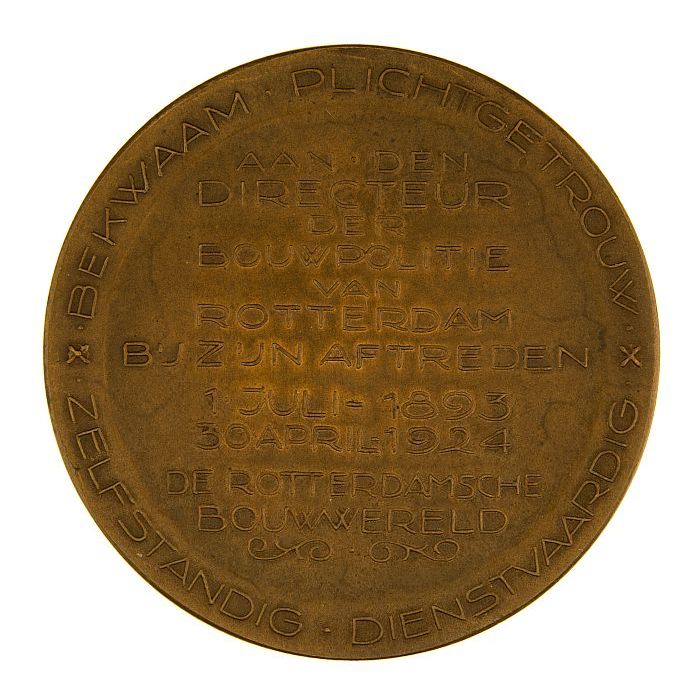 BEKWAAM · PLICHTGETROUW ·
AAN · DEN
DIRECTEUR
DER
BOUWPOLITIE
VAN
ROTTERDAM
BIJ ZIJN AFTREDEN
1 JULI - 1893
30 APRIL - 1924
DE ROTTERDAMSCHE
BOUWWERELD
ZELFSTANDIG · DIENSTVAARDIG